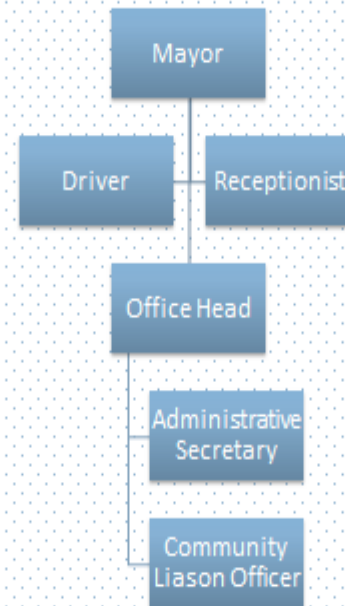 Mayor
Driver
Receptionist
Office Head
Administrative
Secretary
Community
Liason Officer